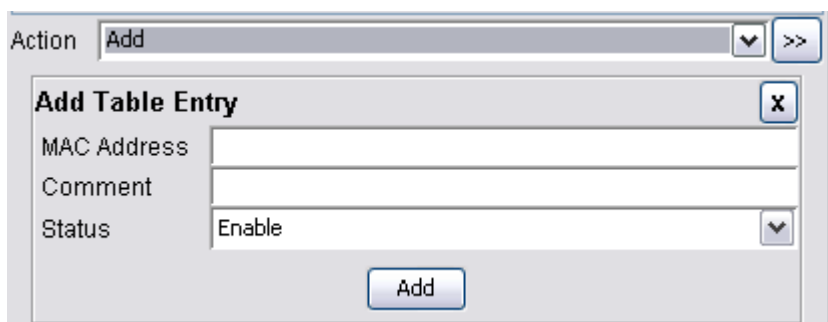 Action Add >>
Add Table Entry x
MAC Address
Comment
Status Enable
Add